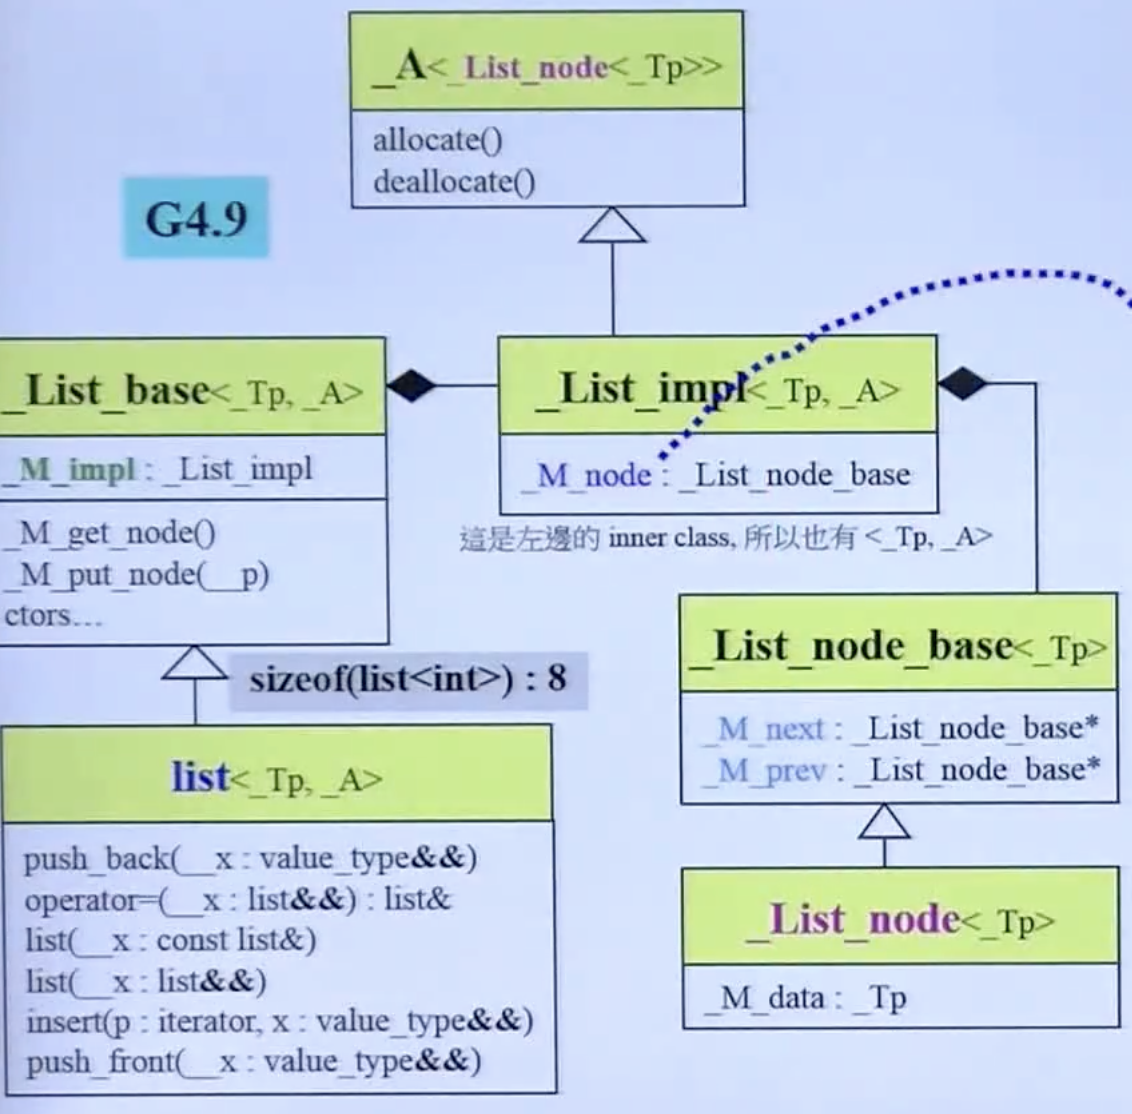 _A<_List_node<_Tp>>
allocate()
deallocate()
G4.9
_List_base<_Tp, _A>
_M_impl : _List_impl
_M_get_node()
_M_put_node(__p)
ctors...
_List_impl<_Tp, _A>
_M_node : _List_node_base
這是左邊的 inner class, 所以也有 <_Tp, _A>
_List_node_base<_Tp>
_M_next : _List_node_base*
_M_prev : _List_node_base*
sizeof(list<int>) : 8
list<_Tp, _A>
push_back(__x : value_type&&)
operator=(__x : list&&) : list&
list(__x : const list&)
list(__x : list&&)
insert(p : iterator, x : value_type&&)
push_front(__x : value_type&&)
_List_node<_Tp>
_M_data : _Tp